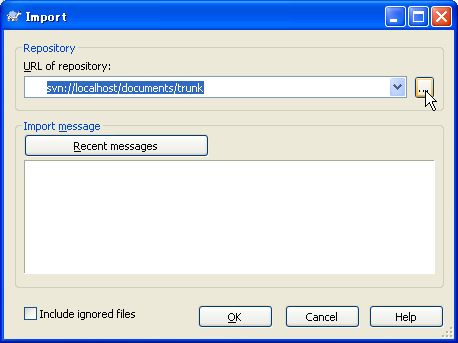 Import
Repository
URL of repository:
svn://localhost/documents/trunk
...
Import message
Recent messages
Include ignored files
OK
Cancel
Help